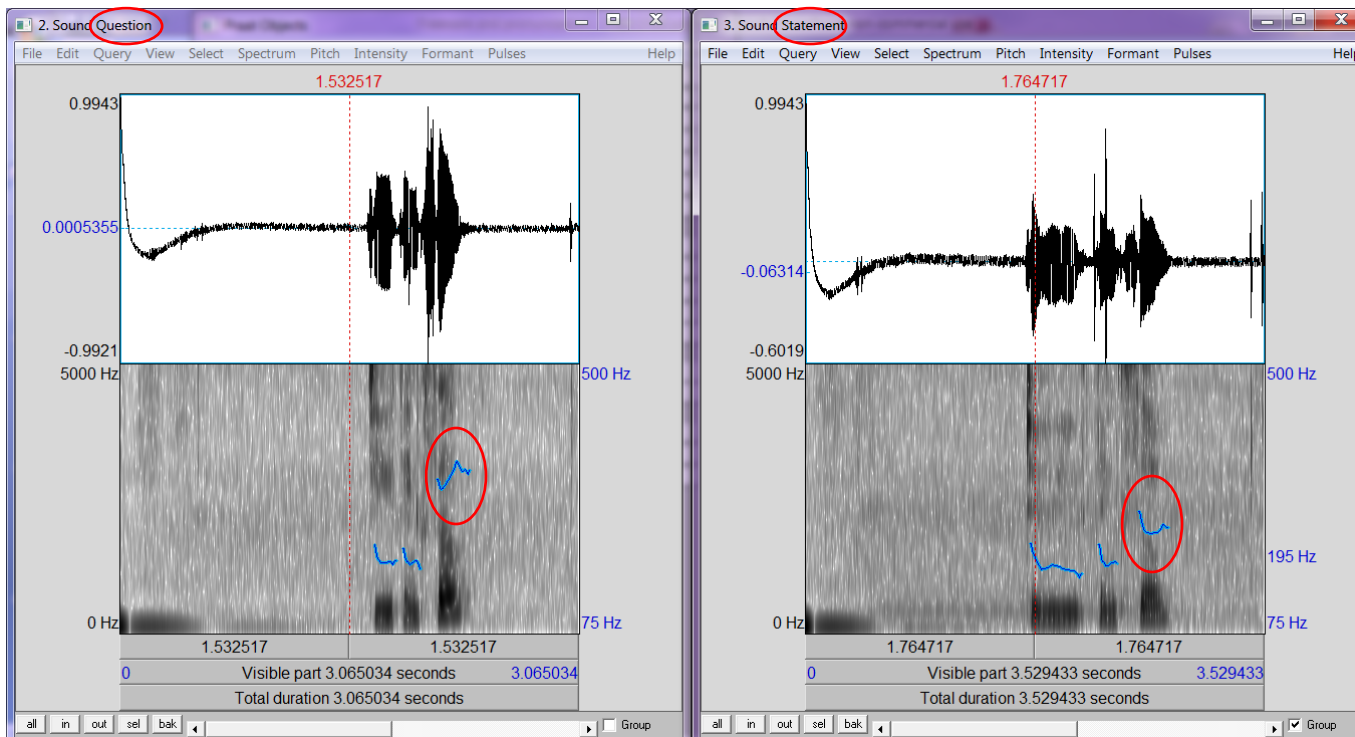 2. Sound Question
File Edit Query View Select Spectrum Pitch Intensity Formant Pulses Help
1.532517
0.9943
0.0005355
-0.9921
5000 Hz
500 Hz
0 Hz
75 Hz
1.532517 1.532517
0 Visible part 3.065034 seconds 3.065034
Total duration 3.065034 seconds
all in out sel bak Group
3. Sound Statement
File Edit Query View Select Spectrum Pitch Intensity Formant Pulses Help
1.764717
0.9943
-0.06314
-0.6019
5000 Hz
500 Hz
195 Hz
0 Hz
75 Hz
1.764717 1.764717
0 Visible part 3.529433 seconds 3.529433
Total duration 3.529433 seconds
all in out sel bak Group